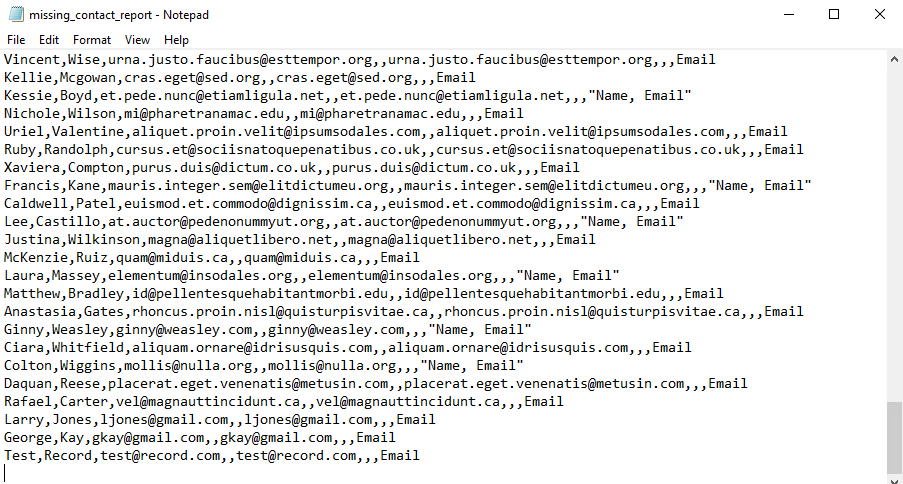 missing_contact_report - Notepad
File Edit Format View Help
Vincent,Wise,urna.justo.faucibus@esttempor.org,,urna.justo.faucibus@esttempor.org,,,Email
Kellie,Mcgowan,cras.eget@sed.org,,cras.eget@sed.org,,,Email
Kessie,Boyd,et.pede.nunc@etiamligula.net,,et.pede.nunc@etiamligula.net,,,"Name, Email"
Nichole,Wilson,mi@pharetranamac.edu,,mi@pharetranamac.edu,,,Email
Uriel,Valentine,aliquet.proin.velit@ipsumsodales.com,,aliquet.proin.velit@ipsumsodales.com,,,Email
Ruby,Randolph,cursus.et@sociisnatoquepenatibus.co.uk,,cursus.et@sociisnatoquepenatibus.co.uk,,,Email
Xaviera,Compton,purus.duis@dictum.co.uk,,purus.duis@dictum.co.uk,,,Email
Francis,Kane,mauris.integer.sem@elitdictumeu.org,,mauris.integer.sem@elitdictumeu.org,,,"Name, Email"
Caldwell,Patel,euismod.et.commodo@dignissim.ca,,euismod.et.commodo@dignissim.ca,,,Email
Lee,Castillo,at.auctor@pedenonummyut.org,,at.auctor@pedenonummyut.org,,,"Name, Email"
Justina,Wilkinson,magna@aliquetlibero.net,,magna@aliquetlibero.net,,,Email
McKenzie,Ruiz,quam@miduis.ca,,quam@miduis.ca,,,Email
Laura,Massey,elementum@insodales.org,,elementum@insodales.org,,,"Name, Email"
Matthew,Bradley,id@pellentesquehabitantmorbi.edu,,id@pellentesquehabitantmorbi.edu,,,Email
Anastasia,Gates,rhoncus.proin.nisl@quisturpisvitae.ca,,rhoncus.proin.nisl@quisturpisvitae.ca,,,Email
Ginny,Weasley,ginny@weasley.com,,ginny@weasley.com,,,"Name, Email"
Ciara,Whitfield,aliquam.ornare@idrisusquis.com,,aliquam.ornare@idrisusquis.com,,,Email
Colton,Wiggins,mollis@nulla.org,,mollis@nulla.org,,,"Name, Email"
Daquan,Reese,placerat.eget.venenatis@metusin.com,,placerat.eget.venenatis@metusin.com,,,Email
Rafael,Carter,vel@magnauttincidunt.ca,,vel@magnauttincidunt.ca,,,Email
Larry,Jones,ljones@gmail.com,,ljones@gmail.com,,,Email
George,Kay,gkay@gmail.com,,gkay@gmail.com,,,Email
Test,Record,test@record.com,,test@record.com,,,Email